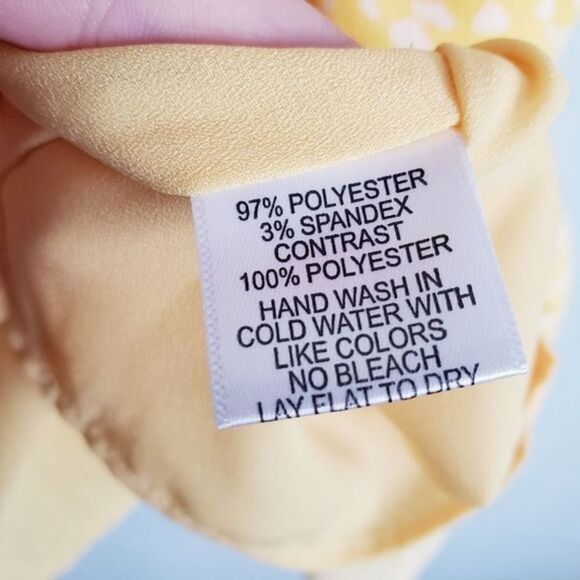 97% POLYESTER
3% SPANDEX
CONTRAST
100% POLYESTER
HAND WASH IN
COLD WATER WITH
LIKE COLORS
NO BLEACH
LAY FLAT TO DRY